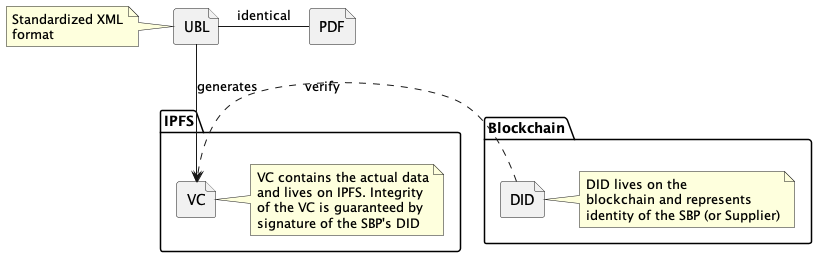 Standardized XML
format
UBL
identical
PDF
generates
verify
IPFS
Blockchain
VC
VC contains the actual data
and lives on IPFS. Integrity
of the VC is guaranteed by
signature of the SBP's DID
DID
DID lives on the
blockchain and represents
identity of the SBP (or Supplier)